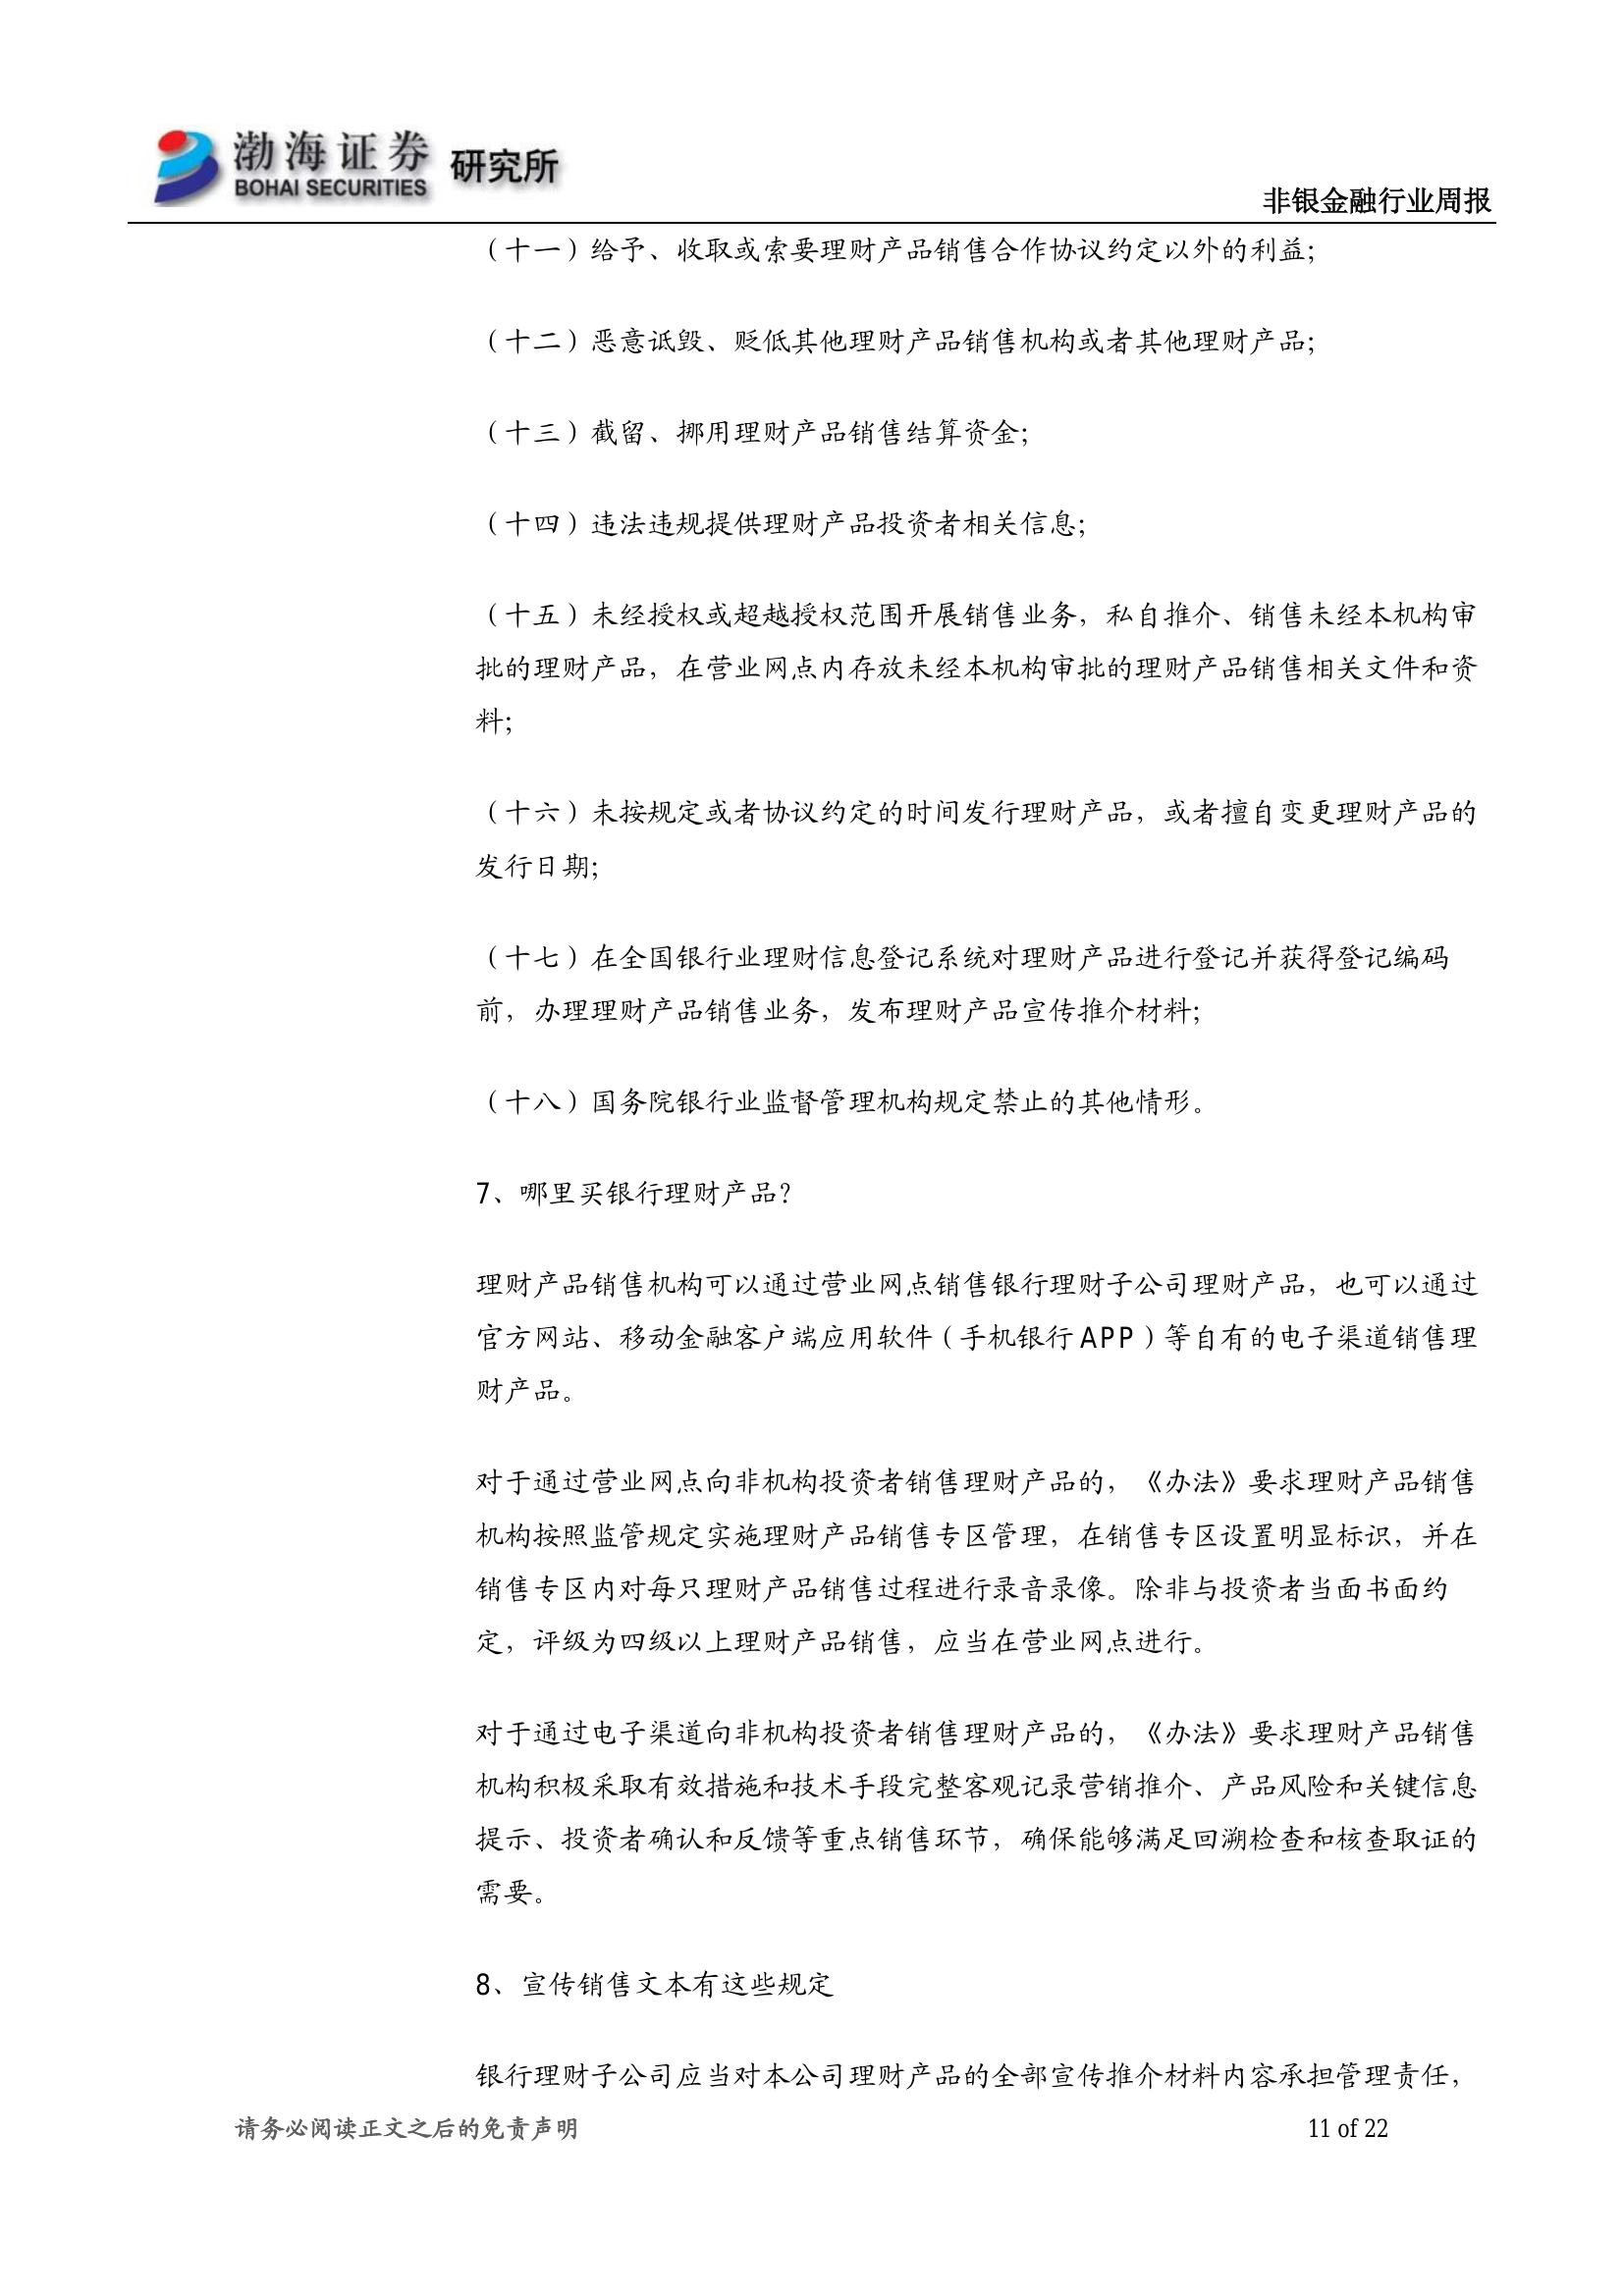 渤海证券 研究所
BOHAI SECURITIES
非银金融行业周报
（十一）给予、收取或索要理财产品销售合作协议约定以外的利益；
（十二）恶意诋毁、贬低其他理财产品销售机构或者其他理财产品；
（十三）截留、挪用理财产品销售结算资金；
（十四）违法违规提供理财产品投资者相关信息；
（十五）未经授权或超越授权范围开展销售业务，私自推介、销售未经本机构审
批的理财产品，在营业网点内存放未经本机构审批的理财产品销售相关文件和资
料；
（十六）未按规定或者协议约定的时间发行理财产品，或者擅自变更理财产品的
发行日期；
（十七）在全国银行业理财信息登记系统对理财产品进行登记并获得登记编码
前，办理理财产品销售业务，发布理财产品宣传推介材料；
（十八）国务院银行业监督管理机构规定禁止的其他情形。
7、哪里买银行理财产品？
理财产品销售机构可以通过营业网点销售银行理财子公司理财产品，也可以通过
官方网站、移动金融客户端应用软件（手机银行 APP）等自有的电子渠道销售理
财产品。
对于通过营业网点向非机构投资者销售理财产品的，《办法》要求理财产品销售
机构按照监管规定实施理财产品销售专区管理，在销售专区设置明显标识，并在
销售专区内对每只理财产品销售过程进行录音录像。除非与投资者当面书面约
定，评级为四级以上理财产品销售，应当在营业网点进行。
对于通过电子渠道向非机构投资者销售理财产品的，《办法》要求理财产品销售
机构积极采取有效措施和技术手段完整客观记录营销推介、产品风险和关键信息
提示、投资者确认和反馈等重点销售环节，确保能够满足回溯检查和核查取证的
需要。
8、宣传销售文本有这些规定
银行理财子公司应当对本公司理财产品的全部宣传推介材料内容承担管理责任，
请务必阅读正文之后的免责声明
11 of 22